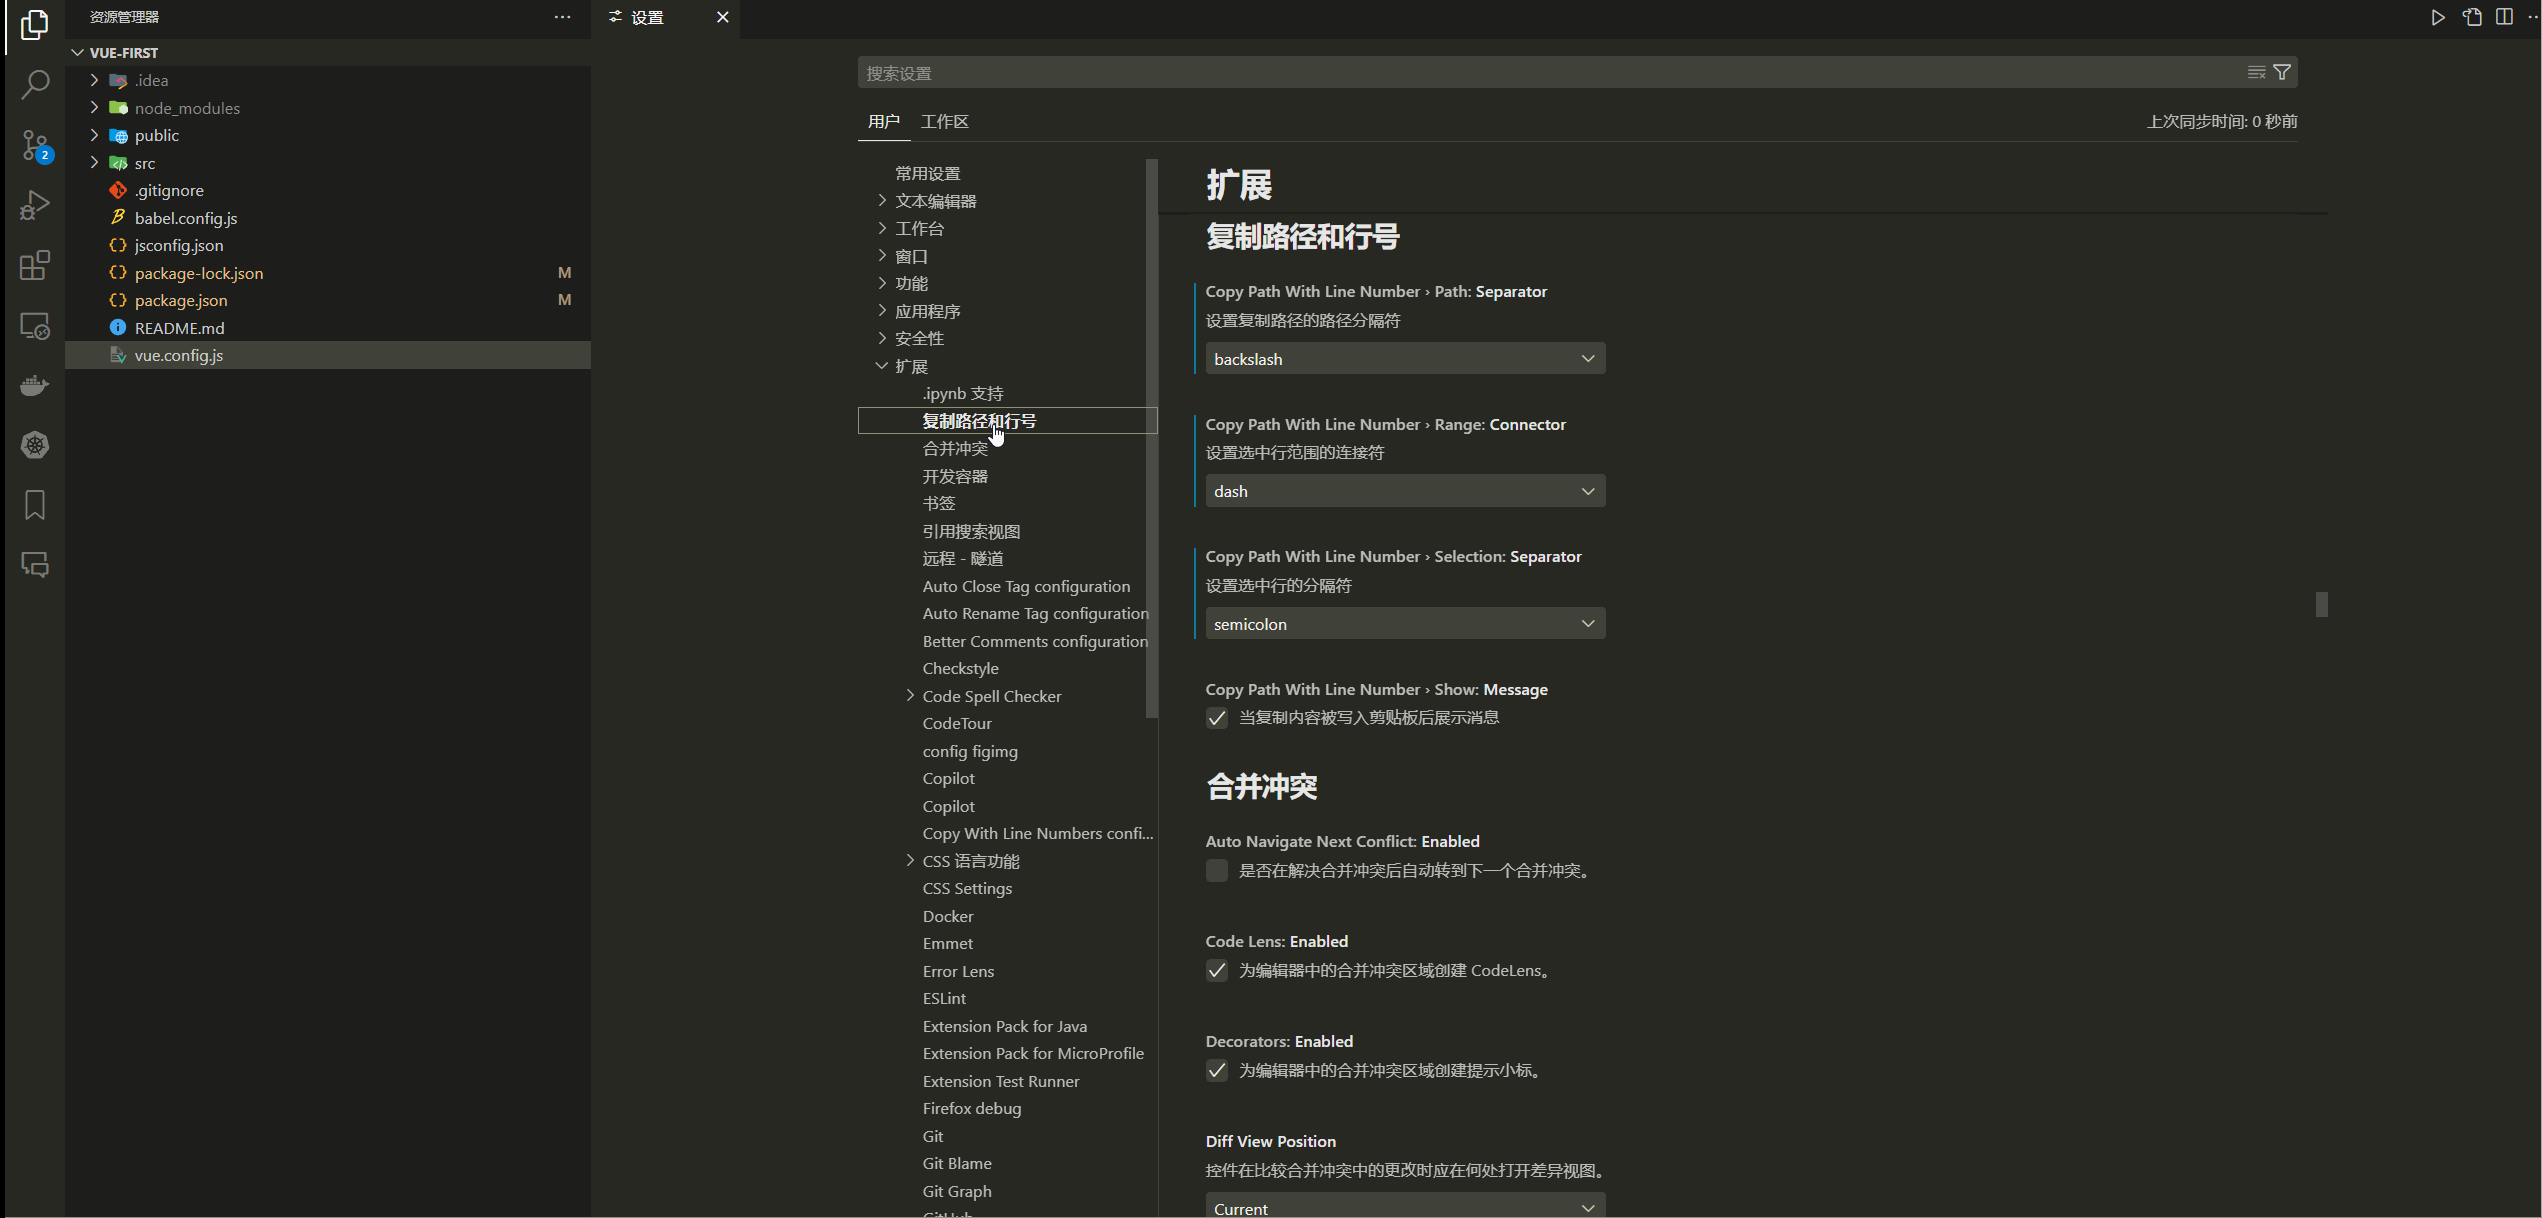 资源管理器
VUE-FIRST
.idea
node_modules
public
src
.gitignore
babel.config.js
jsconfig.json
package-lock.json M
package.json M
README.md
vue.config.js
2
设置
搜索设置
用户 工作区
上次同步时间: 0 秒前
常用设置
文本编辑器
工作台
窗口
功能
应用程序
安全性
扩展
.ipynb 支持
复制路径和行号
合并冲突
开发容器
书签
引用搜索视图
远程 - 隧道
Auto Close Tag configuration
Auto Rename Tag configuration
Better Comments configuration
Checkstyle
Code Spell Checker
CodeTour
config figimg
Copilot
Copilot
Copy With Line Numbers confi...
CSS 语言功能
CSS Settings
Docker
Emmet
Error Lens
ESLint
Extension Pack for Java
Extension Pack for MicroProfile
Extension Test Runner
Firefox debug
Git
Git Blame
Git Graph
GitHub
扩展
复制路径和行号
Copy Path With Line Number › Path: Separator
设置复制路径的路径分隔符
backslash
Copy Path With Line Number › Range: Connector
设置选中行范围的连接符
dash
Copy Path With Line Number › Selection: Separator
设置选中行的分隔符
semicolon
Copy Path With Line Number › Show: Message
当复制内容被写入剪贴板后展示消息
合并冲突
Auto Navigate Next Conflict: Enabled
是否在解决合并冲突后自动转到下一个合并冲突。
Code Lens: Enabled
为编辑器中的合并冲突区域创建 CodeLens。
Decorators: Enabled
为编辑器中的合并冲突区域创建提示小标。
Diff View Position
控件在比较合并冲突中的更改时应在何处打开差异视图。
Current